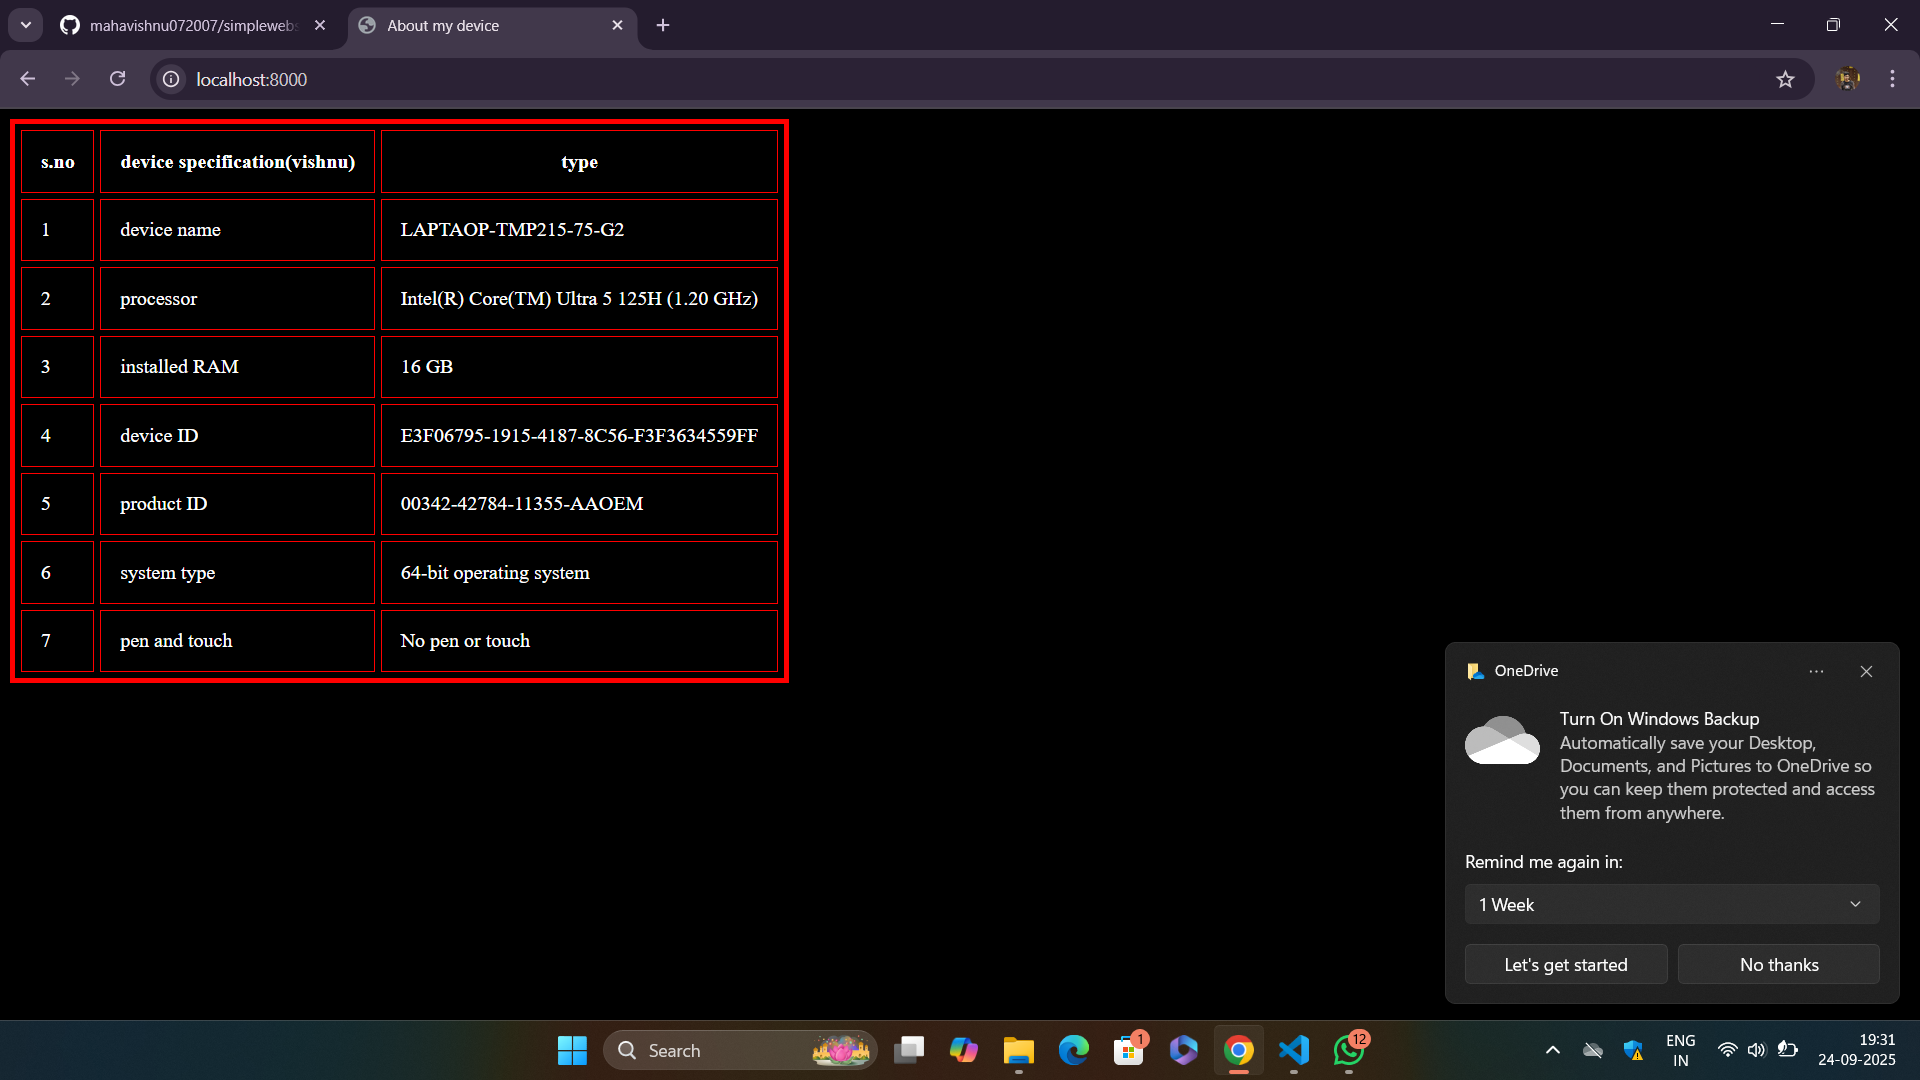 mahavishnu072007/simplewebs
About my device
localhost:8000
s.no device specification(vishnu) type
1 device name LAPTAOP-TMP215-75-G2
2 processor Intel(R) Core(TM) Ultra 5 125H (1.20 GHz)
3 installed RAM 16 GB
4 device ID E3F06795-1915-4187-8C56-F3F3634559FF
5 product ID 00342-42784-11355-AAOEM
6 system type 64-bit operating system
7 pen and touch No pen or touch
OneDrive
Turn On Windows Backup
Automatically save your Desktop,
Documents, and Pictures to OneDrive so
you can keep them protected and access
them from anywhere.
Remind me again in:
1 Week
Let's get started No thanks
Search
1
12
ENG
IN
19:31
24-09-2025